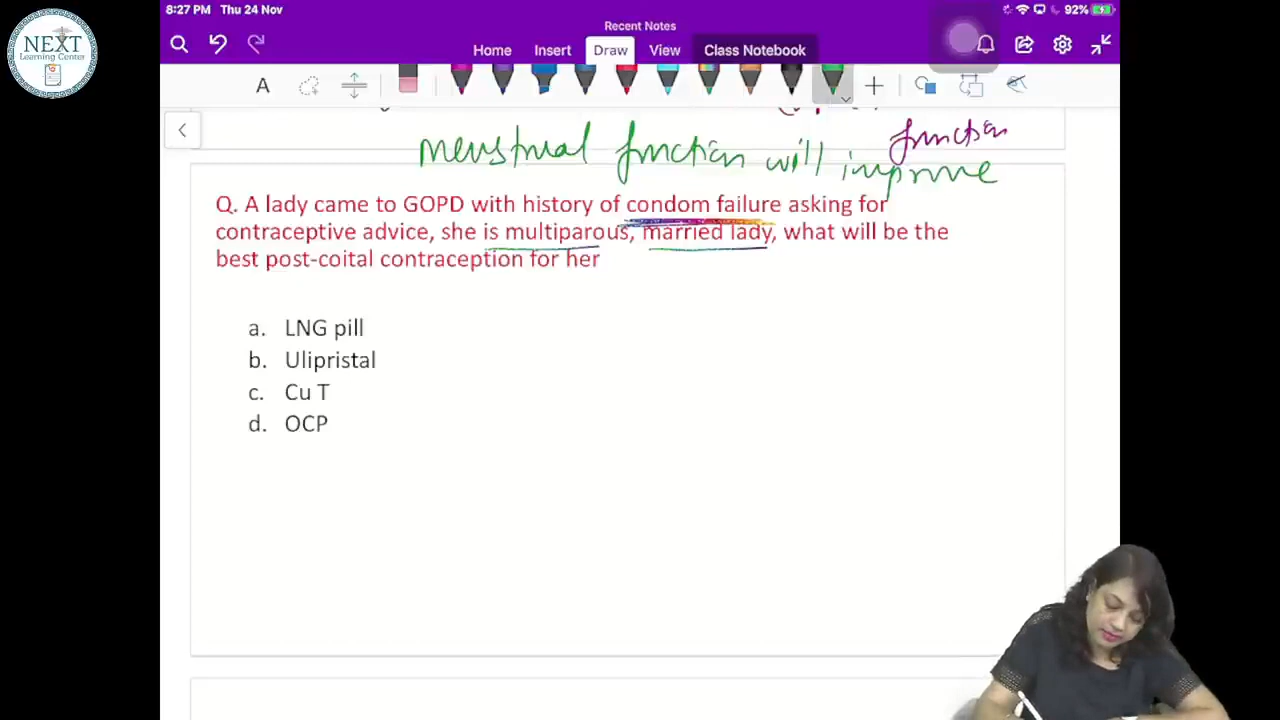 8:27 PM Thu 24 Nov
92%
Recent Notes
NEXT
Learning Center
Home Insert Draw View Class Notebook
A
function
menstrual function will improve
Q. A lady came to GOPD with history of condom failure asking for
contraceptive advice, she is multiparous, married lady, what will be the
best post-coital contraception for her
a. LNG pill
b. Ulipristal
c. Cu T
d. OCP